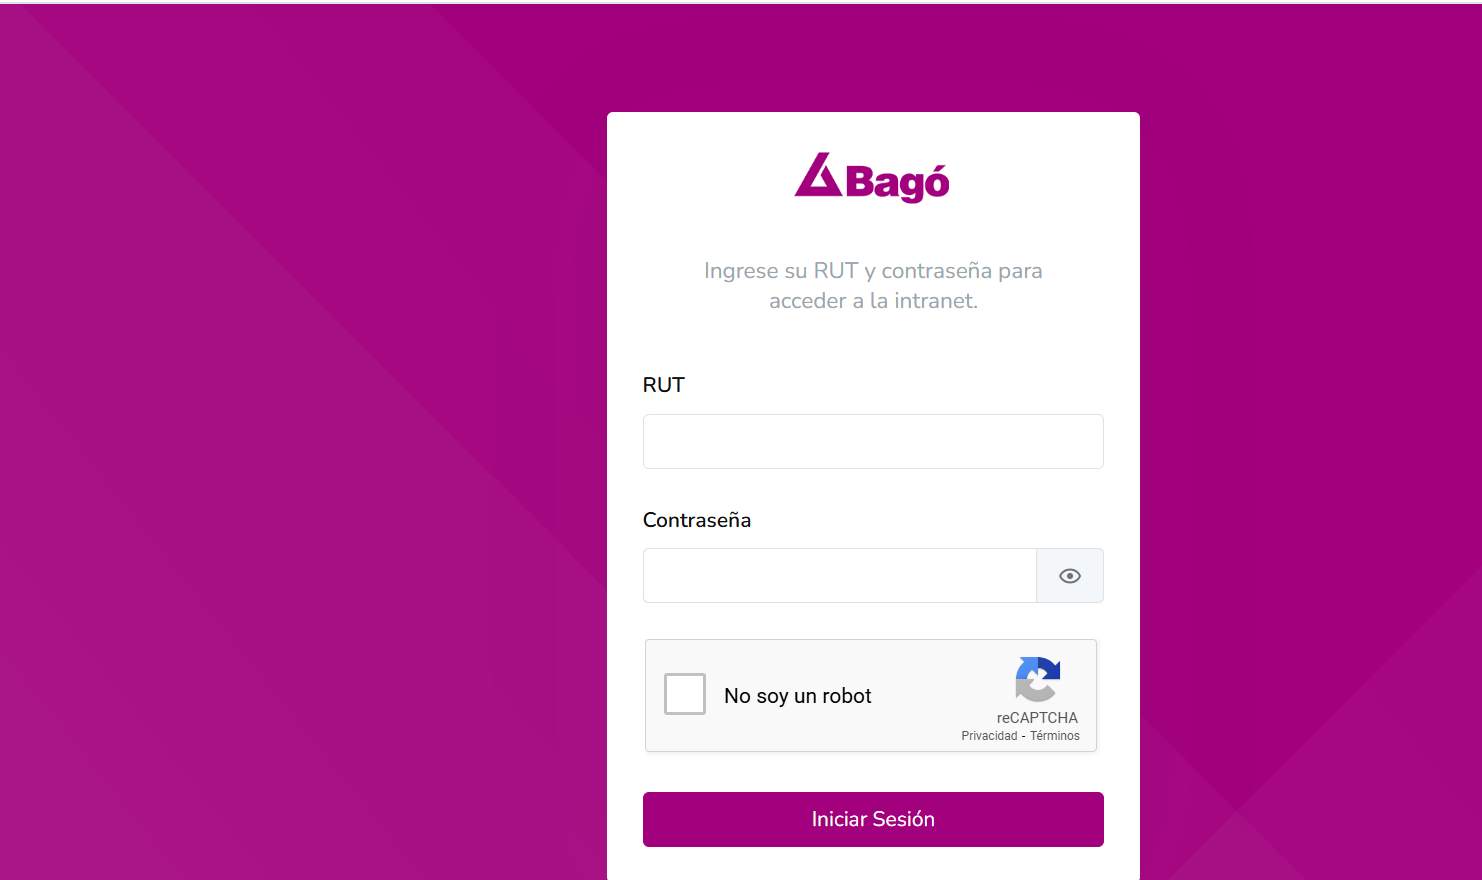 Bagó
Ingrese su RUT y contraseña para
acceder a la intranet.
RUT
Contraseña
No soy un robot
reCAPTCHA
Privacidad - Términos
Iniciar Sesión